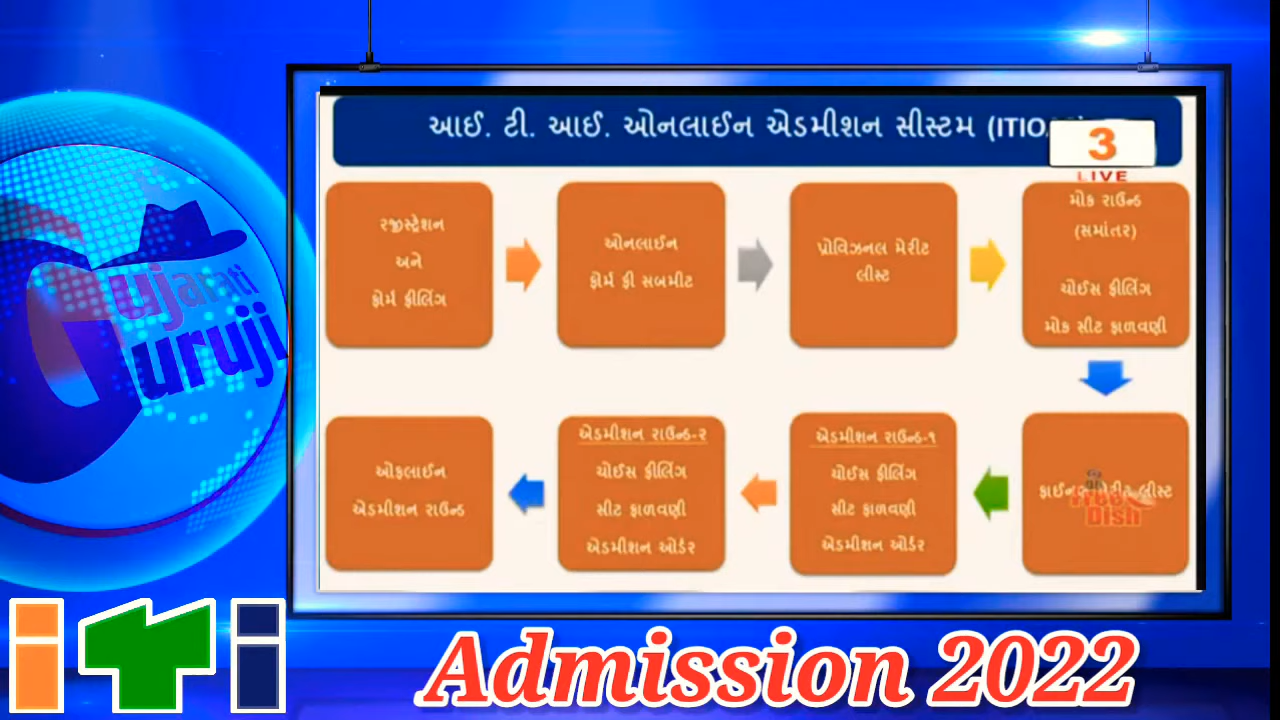 આઈ. ટી. આઈ. ઓનલાઈન એડમીશન સીસ્ટમ
3
LIVE
રજીસ્ટ્રેશન
અને
ફોર્મ ફીલિંગ
ઓનલાઈન
ફોર્મ ફી સબમીટ
પ્રોવિઝનલ મેરીટ
લીસ્ટ
મોક રાઉન્ડ
(સમાંતર)
ચોઈસ ફીલિંગ
મોક સીટ ફાળવણી
લીસ્ટ
Free
Dish
એડમીશન રાઉન્ડ-૧
ચોઈસ ફીલિંગ
સીટ ફાળવણી
એડમીશન ઓર્ડર
એડમીશન રાઉન્ડ-૨
ચોઈસ ફીલિંગ
સીટ ફાળવણી
એડમીશન ઓર્ડર
ઓફલાઈન
એડમીશન રાઉન્ડ
Gujarati
Guruji
iTi
Admission 2022